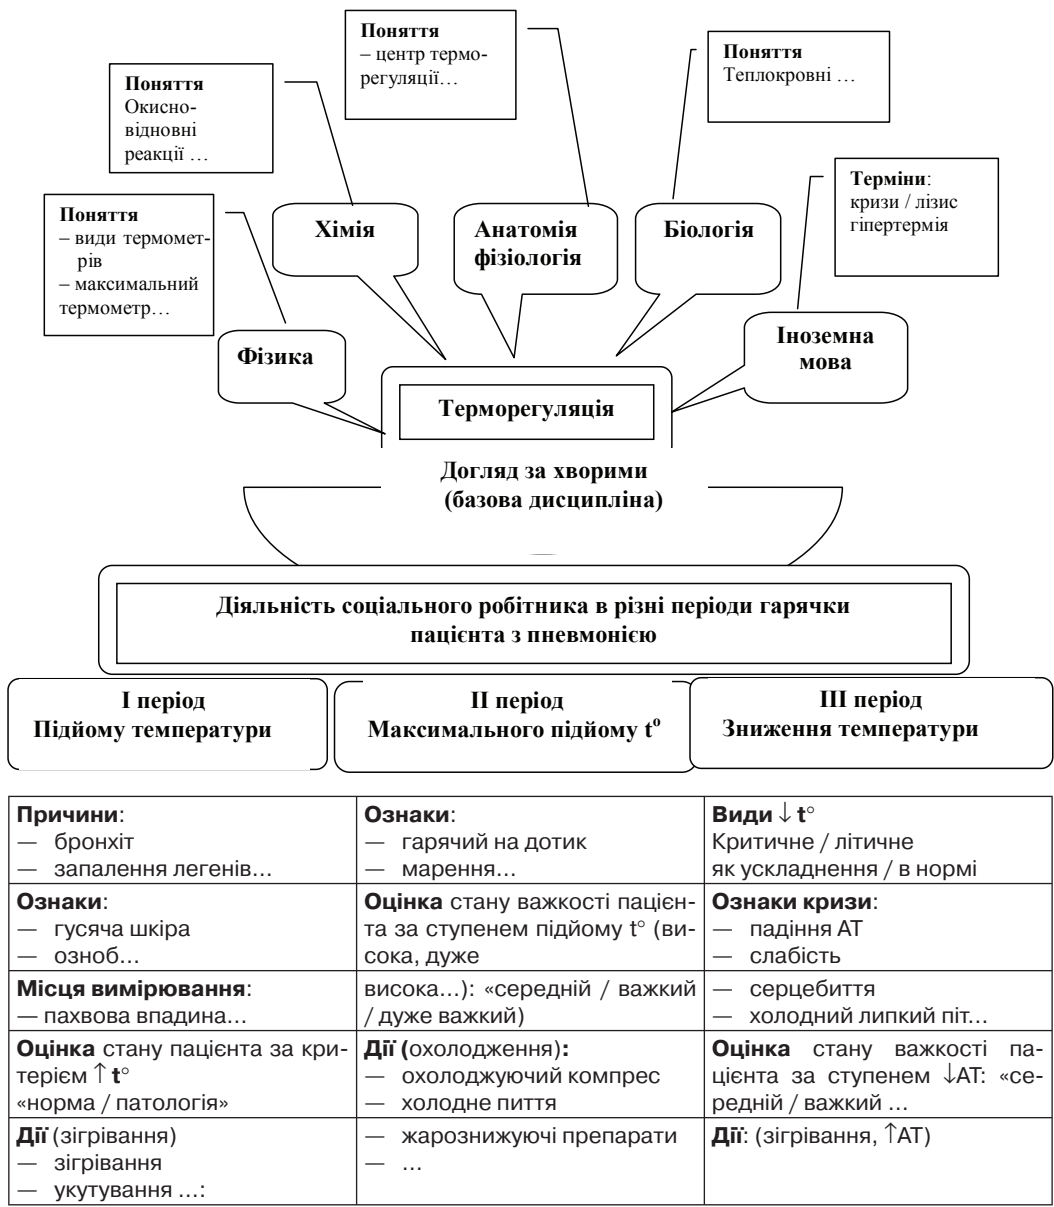 Поняття
– центр термо-
регуляції…
Поняття
Теплокровні …
Поняття
Окисно-
відновні
реакції …
Терміни:
кризи / лізис
гіпертермія
Поняття
– види термомет-
рів
– максимальний
термометр…
Хімія
Анатомія
фізіологія
Біологія
Фізика
Іноземна
мова
Терморегуляція
Догляд за хворими
(базова дисципліна)
Діяльність соціального робітника в різні періоди гарячки
пацієнта з пневмонією
I період
Підйому температури
II період
Максимального підйому tº
III період
Зниження температури
Причини:
— бронхіт
— запалення легенів…
Ознаки:
— гарячий на дотик
— марення…
Види ↓ t°
Критичне / літичне
як ускладнення / в нормі
Ознаки:
— гусяча шкіра
— озноб…
Оцінка стану важкості пацієн-
та за ступенем підйому t° (ви-
сока, дуже
Ознаки кризи:
— падіння АТ
— слабість
Місця вимірювання:
— пахвова впадина…
висока…): «середній / важкий
/ дуже важкий)
— серцебиття
— холодний липкий піт…
Оцінка стану пацієнта за кри-
терієм ↑ t°
«норма / патологія»
Дії (охолодження):
— охолоджуючий компрес
— холодне пиття
Оцінка стану важкості па-
цієнта за ступенем ↓АТ: «се-
редній / важкий …
Дії (зігрівання)
— зігрівання
— укутування …:
— жарознижуючі препарати
— …
Дії: (зігрівання, ↑АТ)